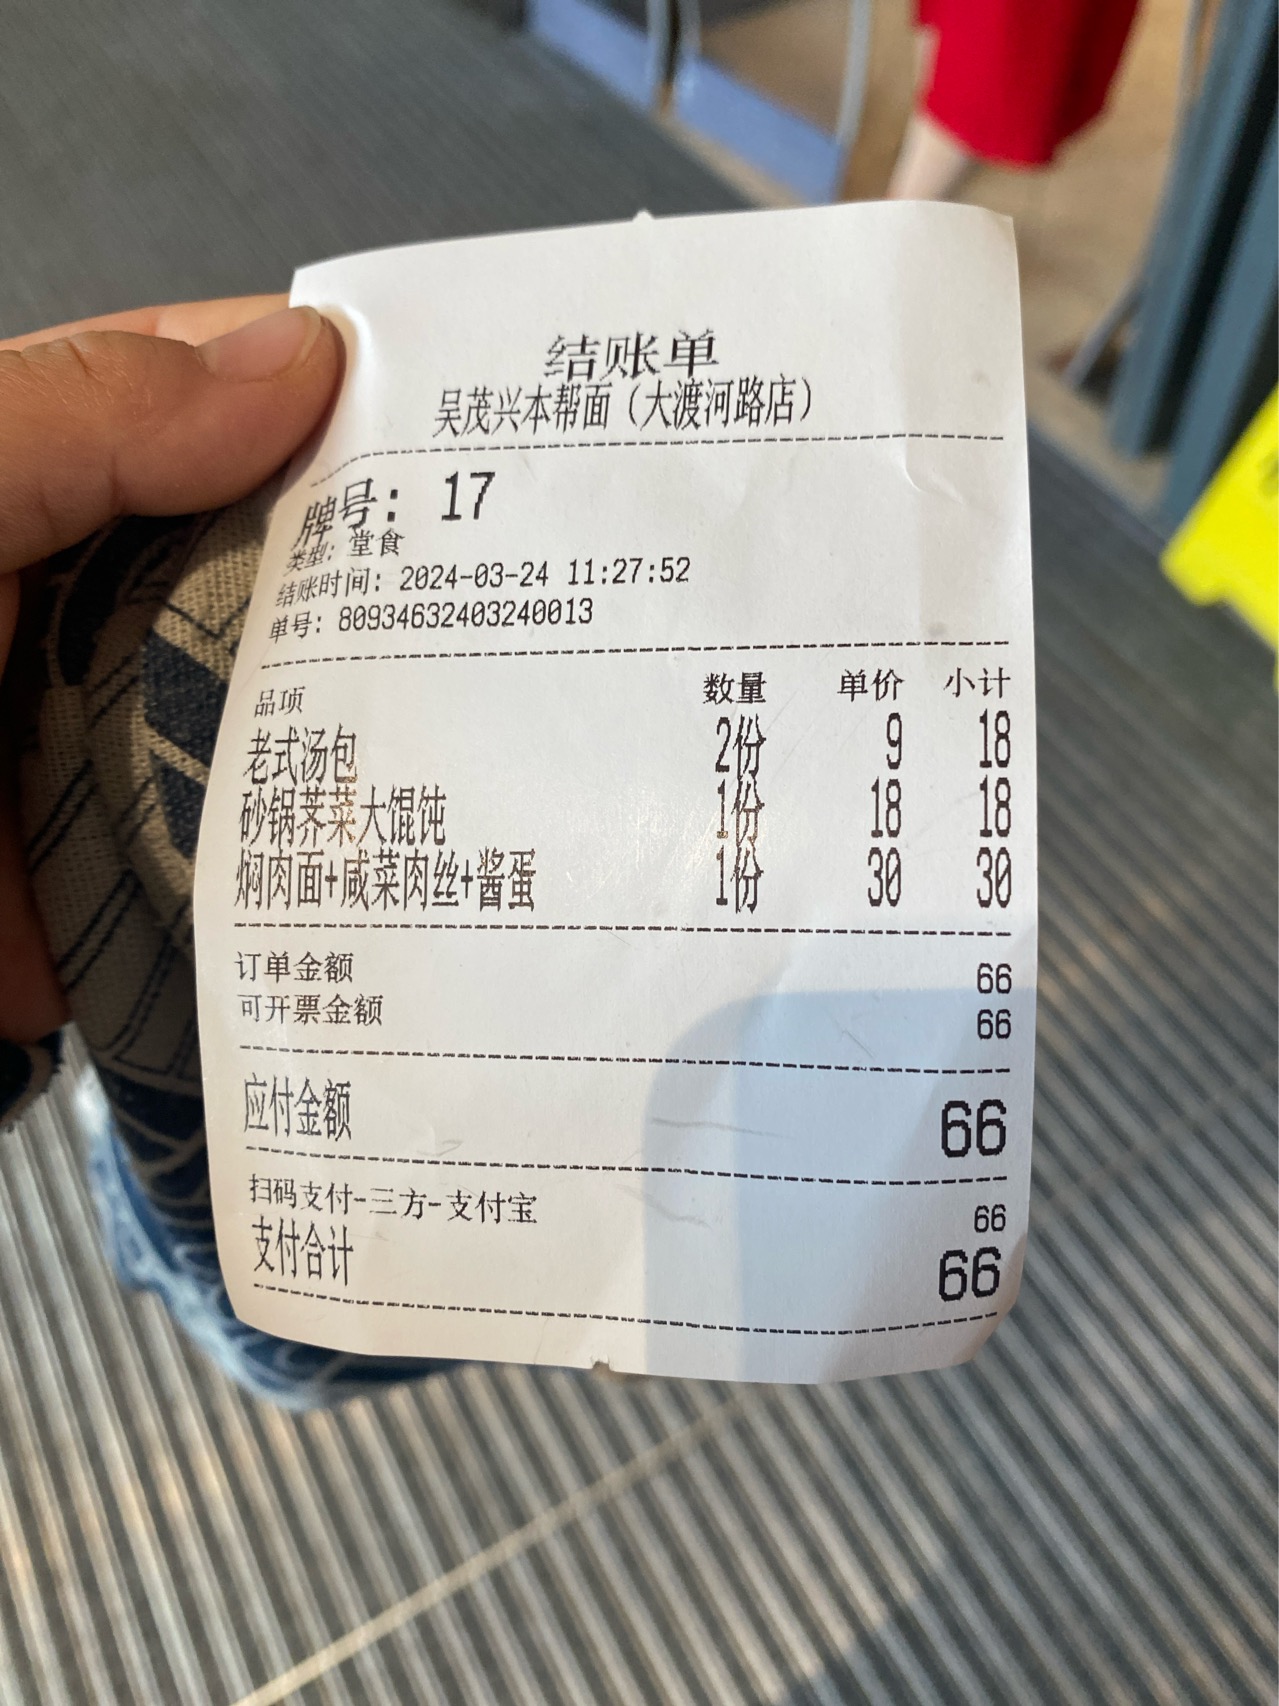 结账单
吴茂兴本帮面（大渡河路店）
牌号： 17
类型: 堂食
结账时间: 2024-03-24 11:27:52
单号: 80934632403240013
品项 数量 单价 小计
老式汤包 2份 9 18
砂锅荠菜大馄饨 1份 18 18
焖肉面+咸菜肉丝+酱蛋 1份 30 30
订单金额 66
可开票金额 66
应付金额 66
扫码支付-三方-支付宝 66
支付合计 66